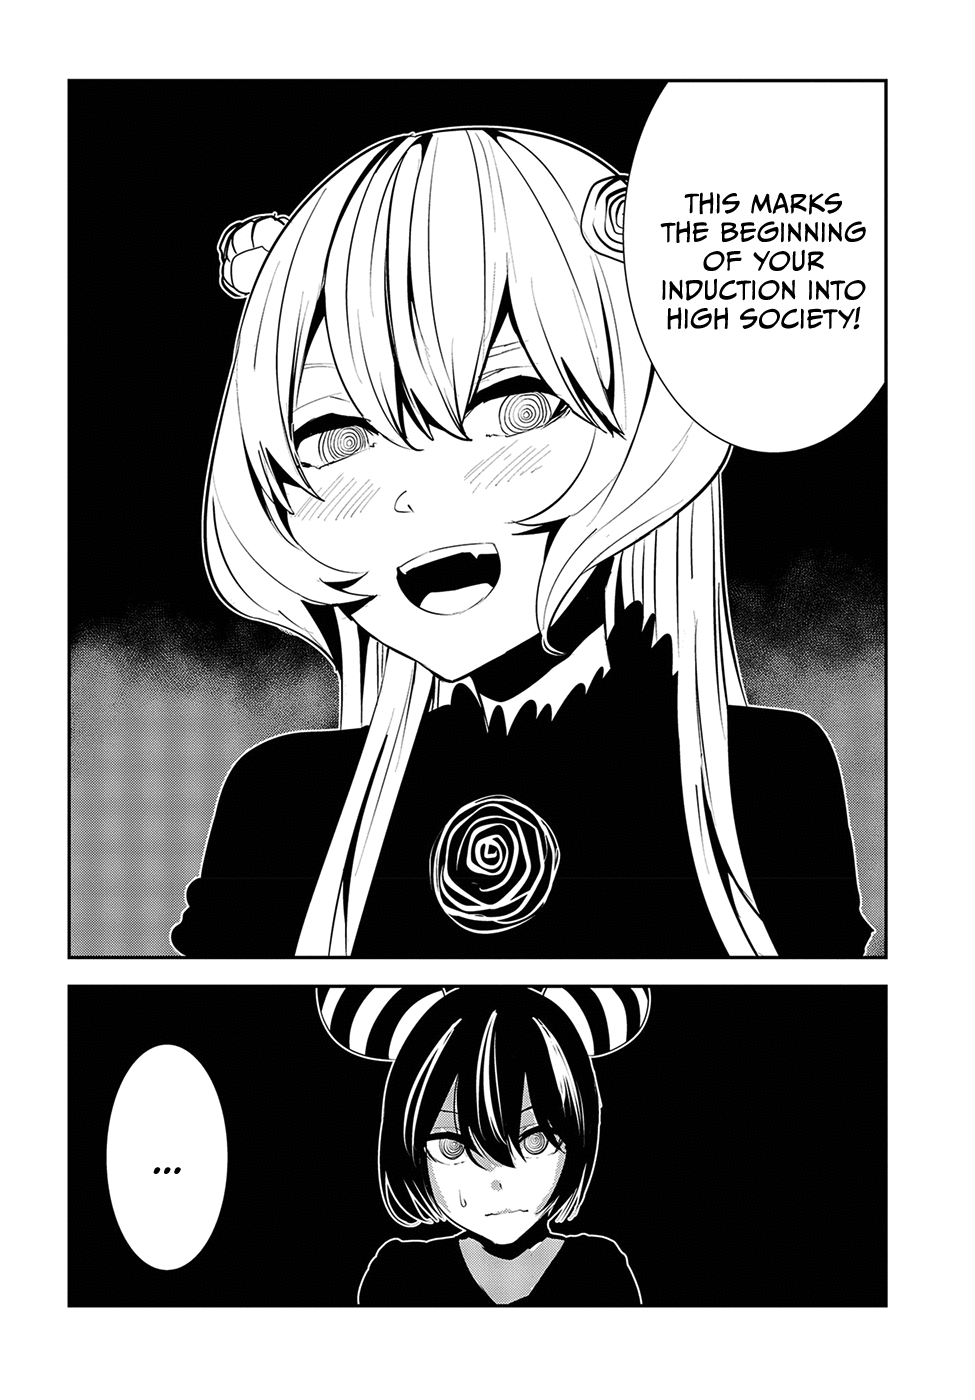 THIS MARKS
THE BEGINNING
OF YOUR
INDUCTION INTO
HIGH SOCIETY!
...